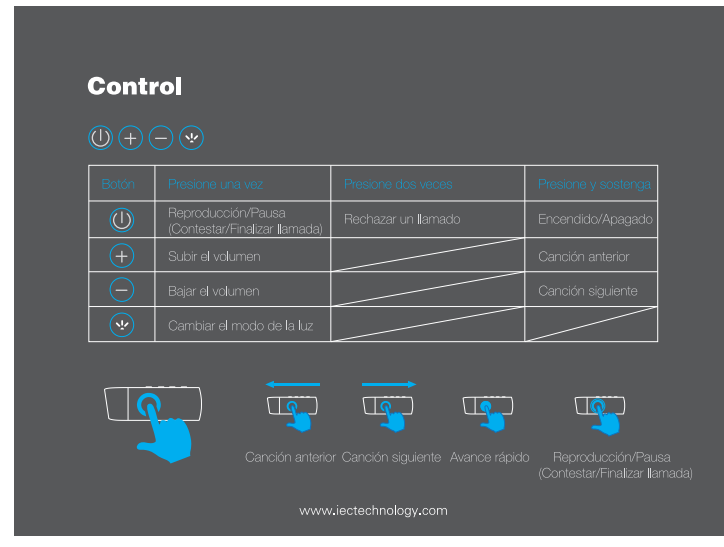 Control
Botón Presione una vez Presione dos veces Presione y sostenga
Reproducción/Pausa
(Contestar/Finalizar llamada) Rechazar un llamado Encendido/Apagado
Subir el volumen Canción anterior
Bajar el volumen Canción siguiente
Cambiar el modo de la luz
Canción anterior Canción siguiente Avance rápido Reproducción/Pausa
(Contestar/Finalizar llamada)
www.iectechnology.com